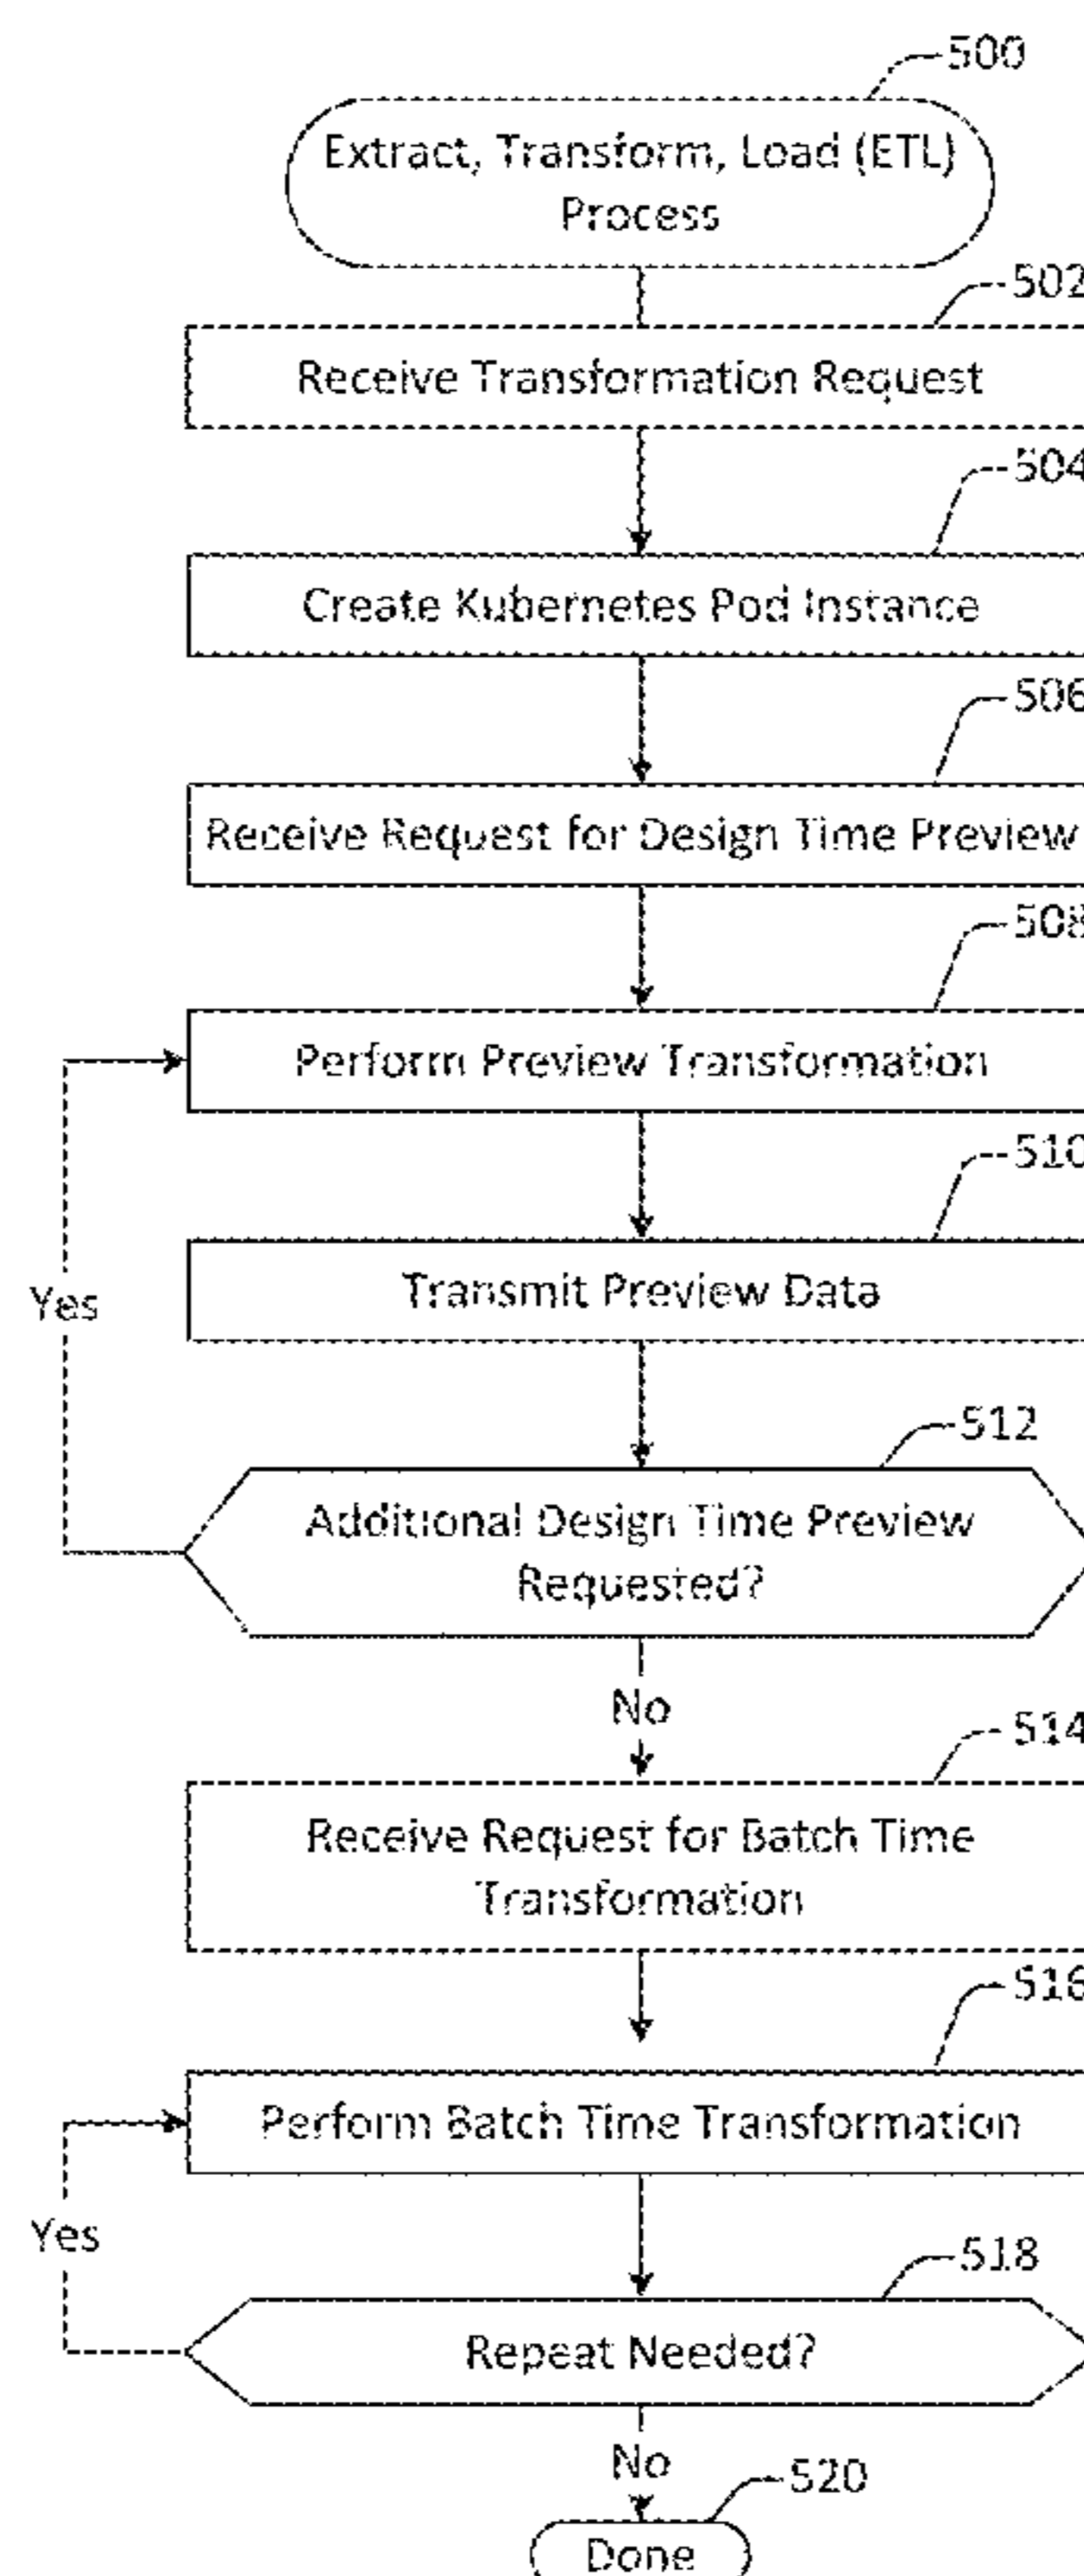 500
Extract, Transform, Load (ETL)
Process
502
Receive Transformation Request
504
Create Kubernetes Pod Instance
506
Receive Request for Design Time Preview
508
Perform Preview Transformation
510
Transmit Preview Data
Yes
512
Additional Design Time Preview
Requested?
No
514
Receive Request for Batch Time
Transformation
516
Perform Batch Time Transformation
Yes
518
Repeat Needed?
No
520
Done